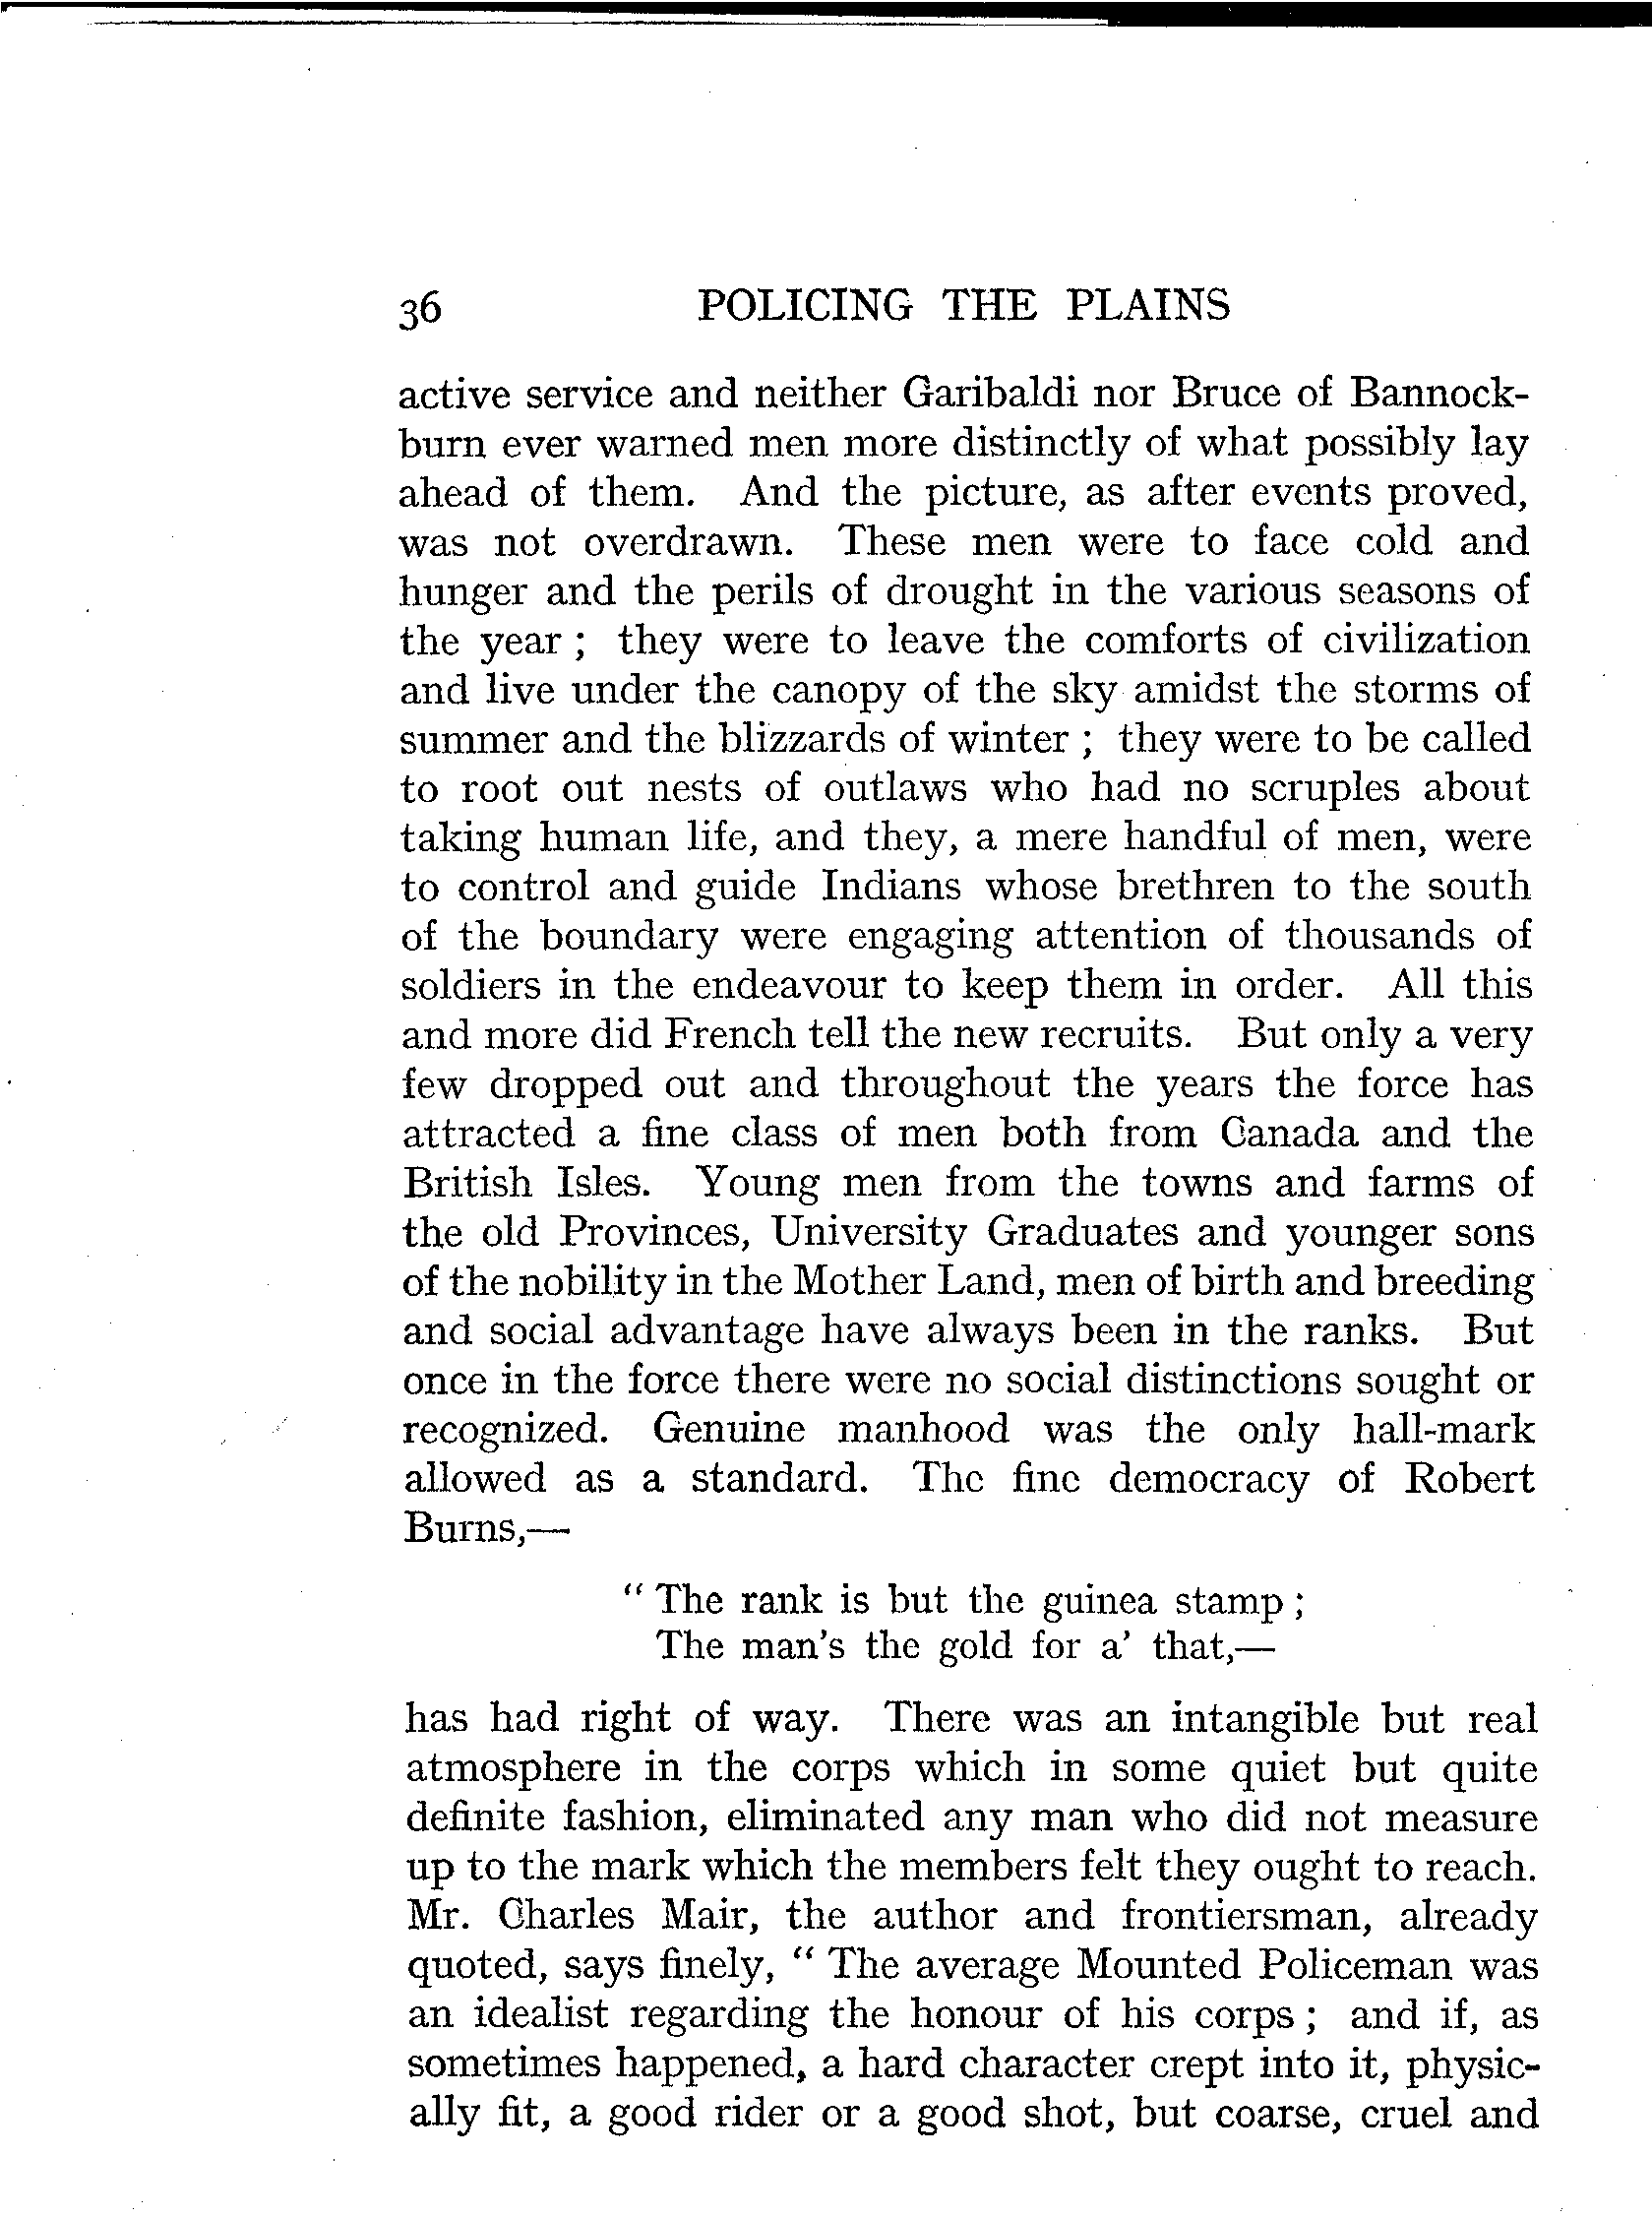 36 POLICING THE PLAINS
active service and neither Garibaldi nor Bruce of Bannock-
burn ever warned men more distinctly of what possibly lay
ahead of them. And the picture, as after events proved,
was not overdrawn. These men were to face cold and
hunger and the perils of drought in the various seasons of
the year ; they were to leave the comforts of civilization
and live under the canopy of the sky amidst the storms of
summer and the blizzards of winter ; they were to be called
to root out nests of outlaws who had no scruples about
taking human life, and they, a mere handful of men, were
to control and guide Indians whose brethren to the south
of the boundary were engaging attention of thousands of
soldiers in the endeavour to keep them in order. All this
and more did French tell the new recruits. But only a very
few dropped out and throughout the years the force has
attracted a fine class of men both from Canada and the
British Isles. Young men from the towns and farms of
the old Provinces, University Graduates and younger sons
of the nobility in the Mother Land, men of birth and breeding
and social advantage have always been in the ranks. But
once in the force there were no social distinctions sought or
recognized. Genuine manhood was the only hall-mark
allowed as a standard. The fine democracy of Robert
Burns,—
" The rank is but the guinea stamp ;
The man's the gold for a' that,—
has had right of way. There was an intangible but real
atmosphere in the corps which in some quiet but quite
definite fashion, eliminated any man who did not measure
up to the mark which the members felt they ought to reach.
Mr. Charles Mair, the author and frontiersman, already
quoted, says finely, " The average Mounted Policeman was
an idealist regarding the honour of his corps ; and if, as
sometimes happened, a hard character crept into it, physic-
ally fit, a good rider or a good shot, but coarse, cruel and